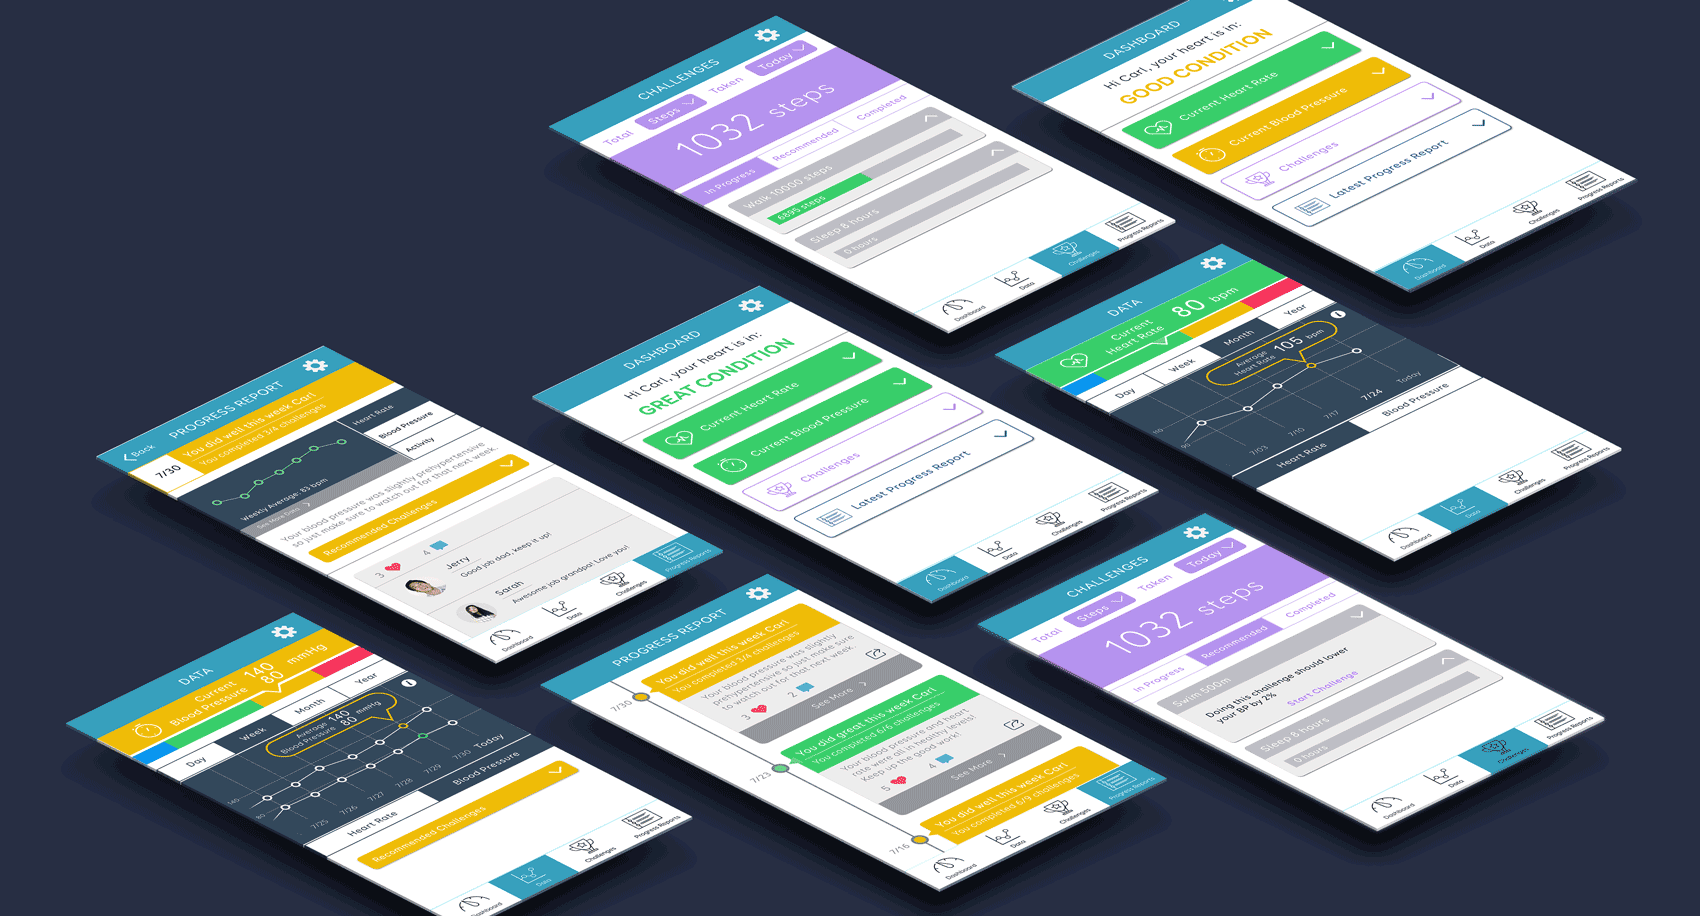 CHALLENGES
Total Steps Taken Today
1032 steps
In Progress
Recommended
Completed
Walk 10000 steps
6895 steps
Sleep 8 hours
0 hours
Dashboard
Data
Challenges
Progress Reports
DASHBOARD
Hi Carl, your heart is in:
GOOD CONDITION
Current Heart Rate
Current Blood Pressure
Challenges
Latest Progress Report
Dashboard
Data
Challenges
Progress Reports
Back
PROGRESS REPORT
7/30
You did well this week Carl
You completed 3/4 challenges
Heart Rate
Blood Pressure
Activity
Weekly Average: 83 bpm
See More Data
Your blood pressure was slightly prehypertensive
so just make sure to watch out for that next week.
Recommended Challenges
3
4
Jerry
Good job dad, keep it up!
Sarah
Awesome job grandpa! Love you!
Dashboard
Data
Challenges
Progress Reports
DASHBOARD
Hi Carl, your heart is in:
GREAT CONDITION
Current Heart Rate
Current Blood Pressure
Challenges
Latest Progress Report
Dashboard
Data
Challenges
Progress Reports
DATA
Current
Heart Rate
80 bpm
Day
Week
Month
Year
Average
Heart Rate
105 bpm
110
90
7/03
7/10
7/17
7/24
Today
Heart Rate
Blood Pressure
Dashboard
Data
Challenges
Progress Reports
DATA
Current
Blood Pressure
140
80
mmHg
Day
Week
Month
Year
Average
Blood Pressure
140
80
mmHg
140
80
7/25
7/26
7/27
7/28
7/29
7/30
Today
Heart Rate
Blood Pressure
Recommended Challenges
Dashboard
Data
Challenges
Progress Reports
PROGRESS REPORT
7/30
You did well this week Carl
You completed 3/4 challenges
Your blood pressure was slightly
prehypertensive so just make sure
to watch out for that next week.
3
2
See More
7/23
You did great this week Carl
You completed 6/6 challenges
Your blood pressure and heart
rate were all in healthy levels!
Keep up the good work!
5
4
See More
7/16
You did well this week Carl
You completed 6/9 challenges
Dashboard
Data
Challenges
Progress Reports
CHALLENGES
Total Steps Taken Today
1032 steps
In Progress
Recommended
Completed
Swim 500m
Doing this challenge should lower
your BP by 2%
Start Challenge
Sleep 8 hours
0 hours
Dashboard
Data
Challenges
Progress Reports